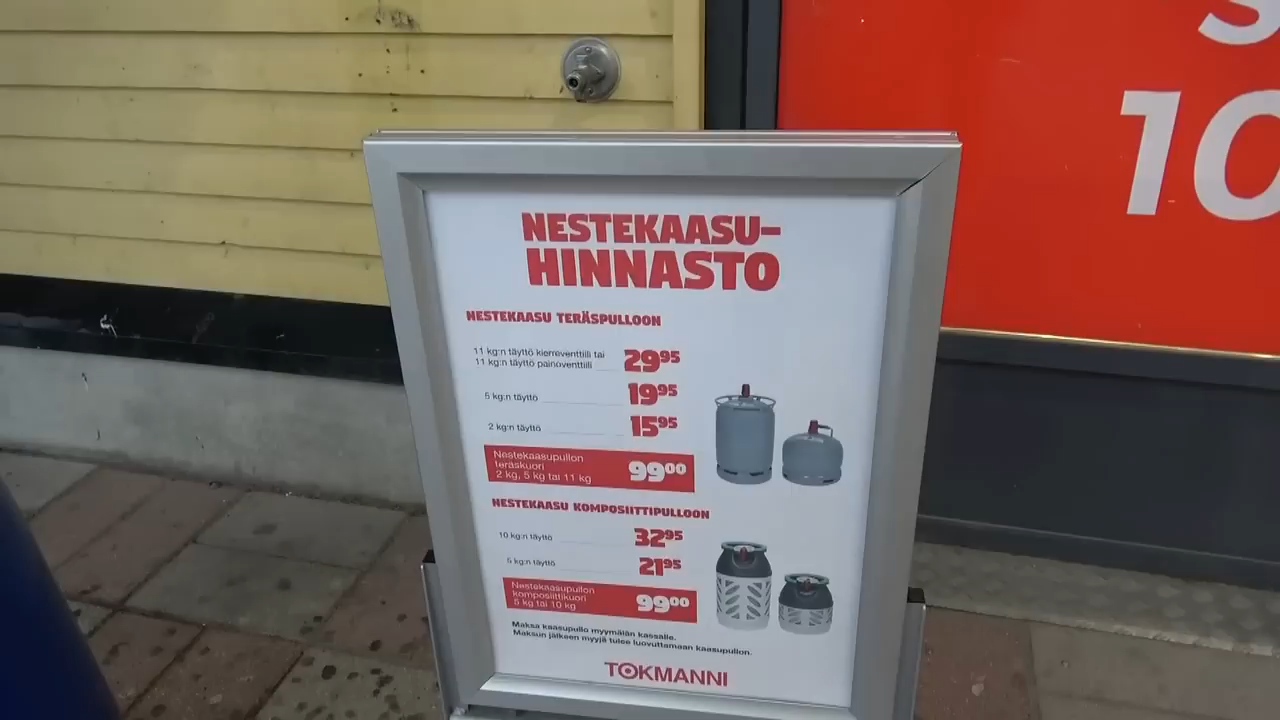 NESTEKAASU-
HINNASTO
NESTEKAASU TERÄSPULLOON
11 kg:n täyttö kierreventtiili tai
11 kg:n täyttö painoventtiili 29⁹⁵
5 kg:n täyttö 19⁹⁵
2 kg:n täyttö 15⁹⁵
Nestekaasupullon
teräskuori
2 kg, 5 kg tai 11 kg 99⁰⁰
NESTEKAASU KOMPOSIITTIPULLOON
10 kg:n täyttö 32⁹⁵
5 kg:n täyttö 21⁹⁵
Nestekaasupullon
komposiittikuori
5 kg tai 10 kg 99⁰⁰
Maksa kaasupullo myymälän kassalle.
Maksun jälkeen myyjä tulee luovuttamaan kaasupullon.
TOKMANNI
10